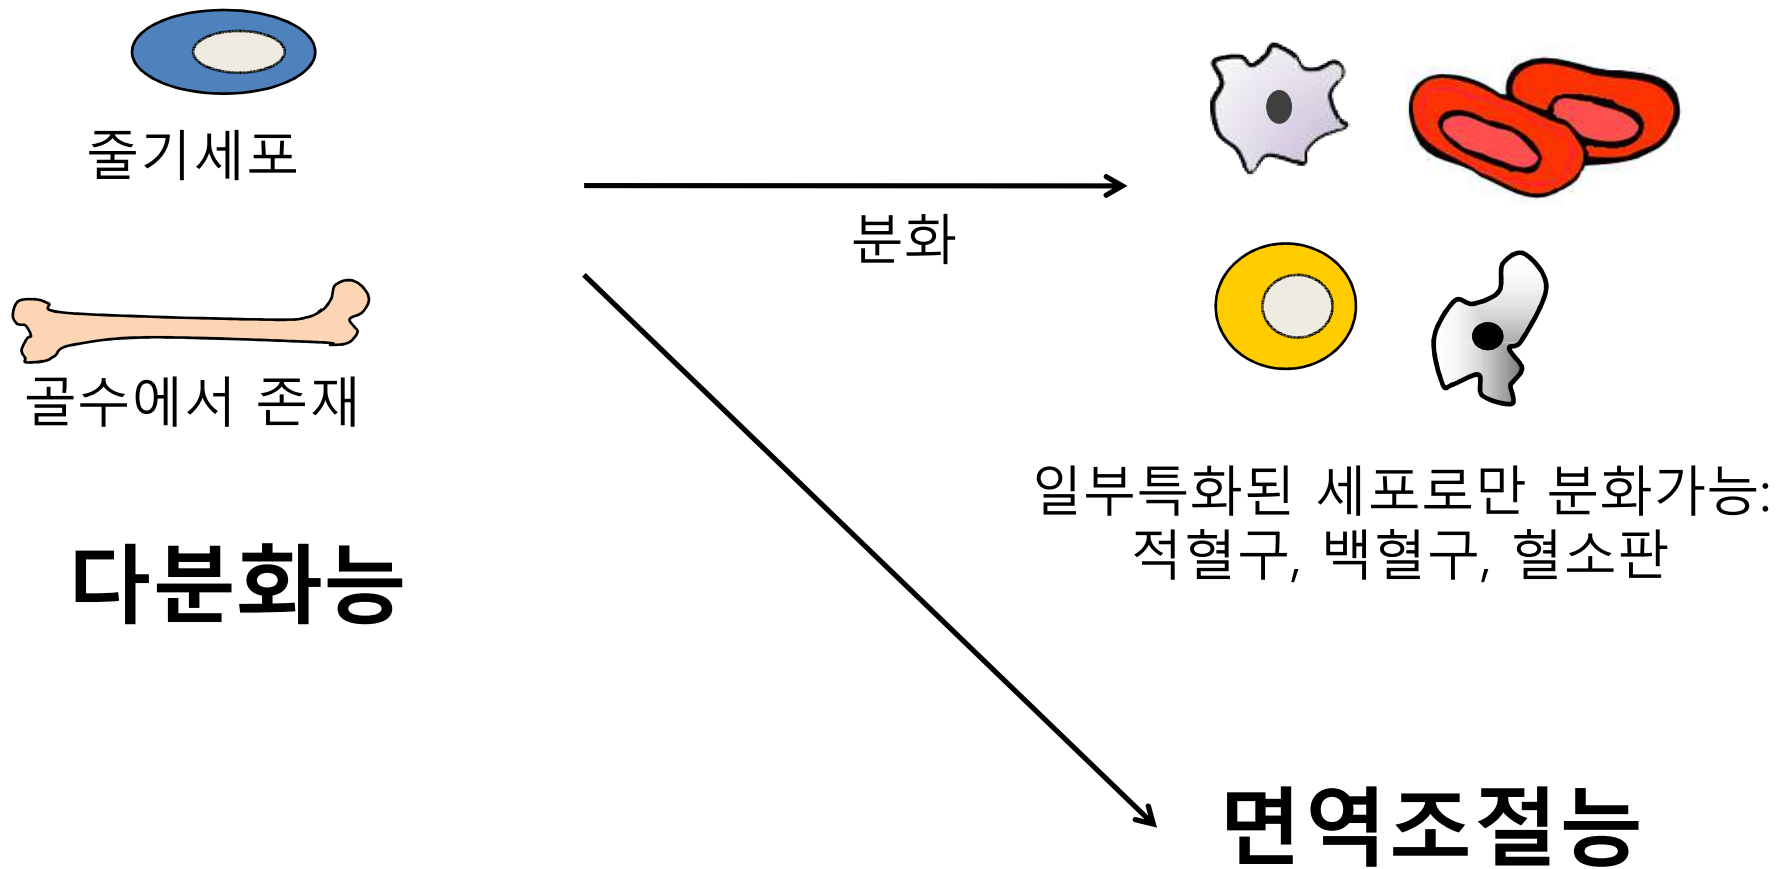 줄기세포
분화
골수에서 존재
일부특화된 세포로만 분화가능:
적혈구, 백혈구, 혈소판
다분화능
면역조절능